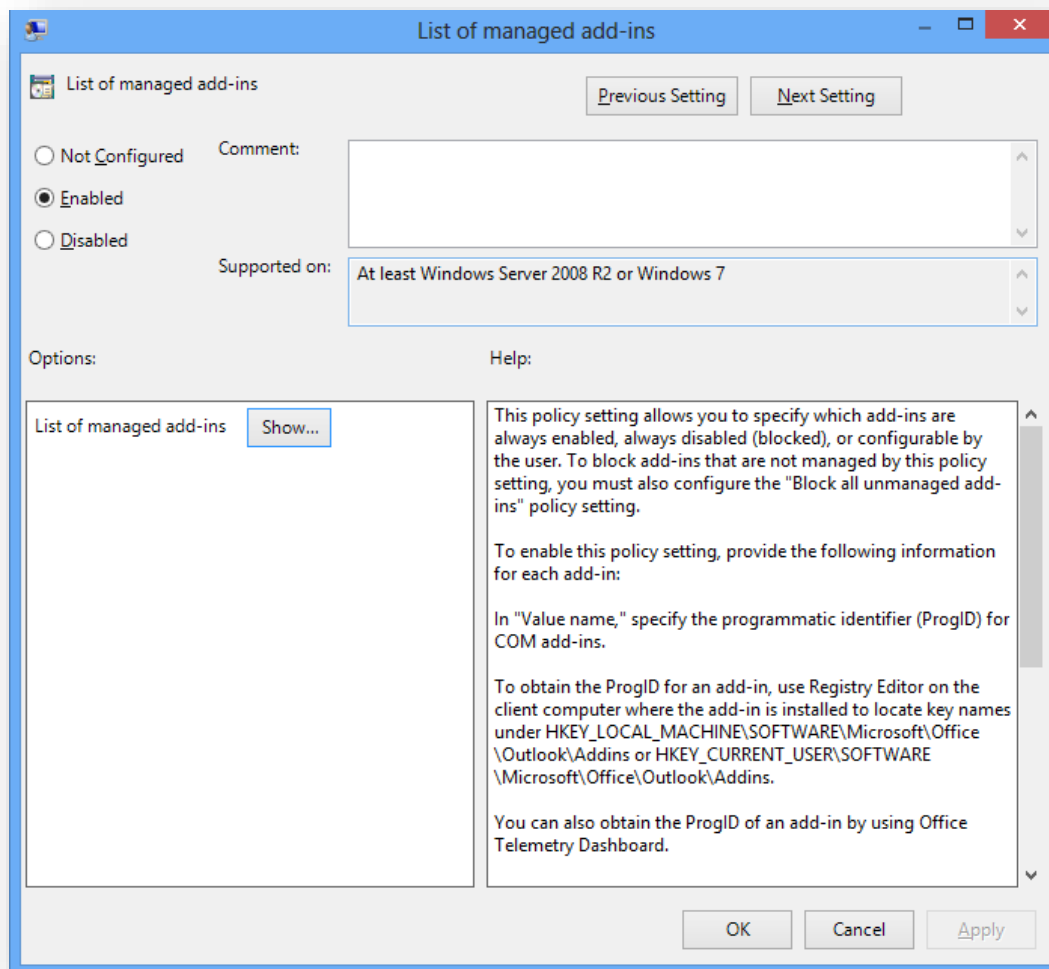 List of managed add-ins
List of managed add-ins
Previous Setting
Next Setting
Not Configured
Comment:
Enabled
Disabled
Supported on:
At least Windows Server 2008 R2 or Windows 7
Options:
Help:
List of managed add-ins
Show...
This policy setting allows you to specify which add-ins are
always enabled, always disabled (blocked), or configurable by
the user. To block add-ins that are not managed by this policy
setting, you must also configure the "Block all unmanaged add-
ins" policy setting.
To enable this policy setting, provide the following information
for each add-in:
In "Value name," specify the programmatic identifier (ProgID) for
COM add-ins.
To obtain the ProgID for an add-in, use Registry Editor on the
client computer where the add-in is installed to locate key names
under HKEY_LOCAL_MACHINE\SOFTWARE\Microsoft\Office
\Outlook\Addins or HKEY_CURRENT_USER\SOFTWARE
\Microsoft\Office\Outlook\Addins.
You can also obtain the ProgID of an add-in by using Office
Telemetry Dashboard.
OK
Cancel
Apply